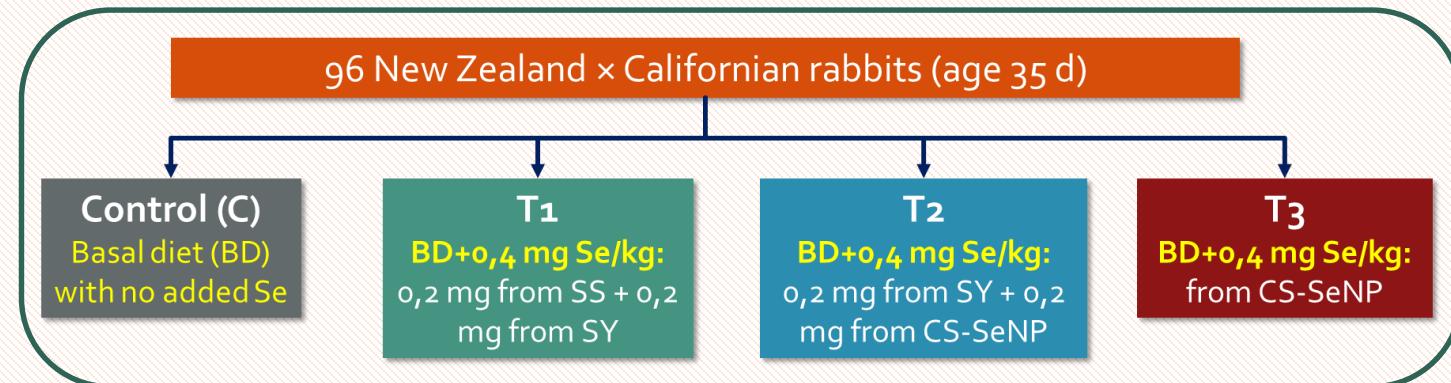 96 New Zealand × Californian rabbits (age 35 d)
Control (C)
Basal diet (BD)
with no added Se
T1
BD+0,4 mg Se/kg:
0,2 mg from SS + 0,2
mg from SY
T2
BD+0,4 mg Se/kg:
0,2 mg from SY + 0,2
mg from CS-SeNP
T3
BD+0,4 mg Se/kg:
from CS-SeNP